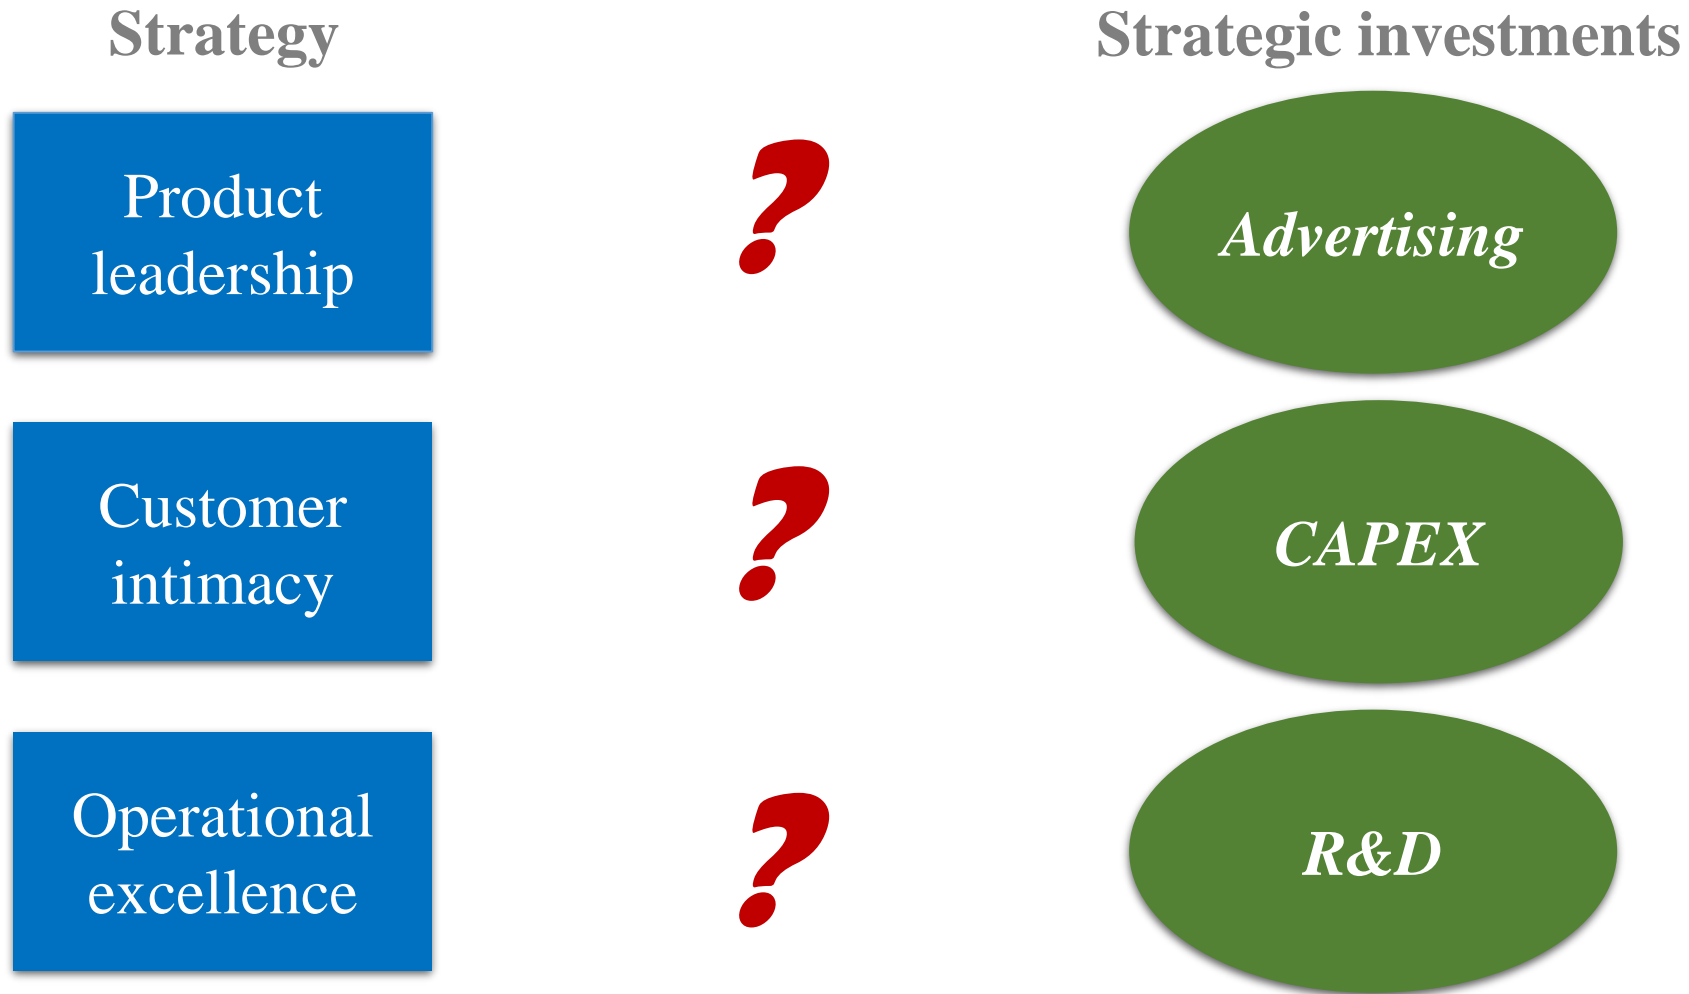 Strategy
Strategic investments
Product
leadership
?
Advertising
Customer
intimacy
?
CAPEX
Operational
excellence
?
R&D